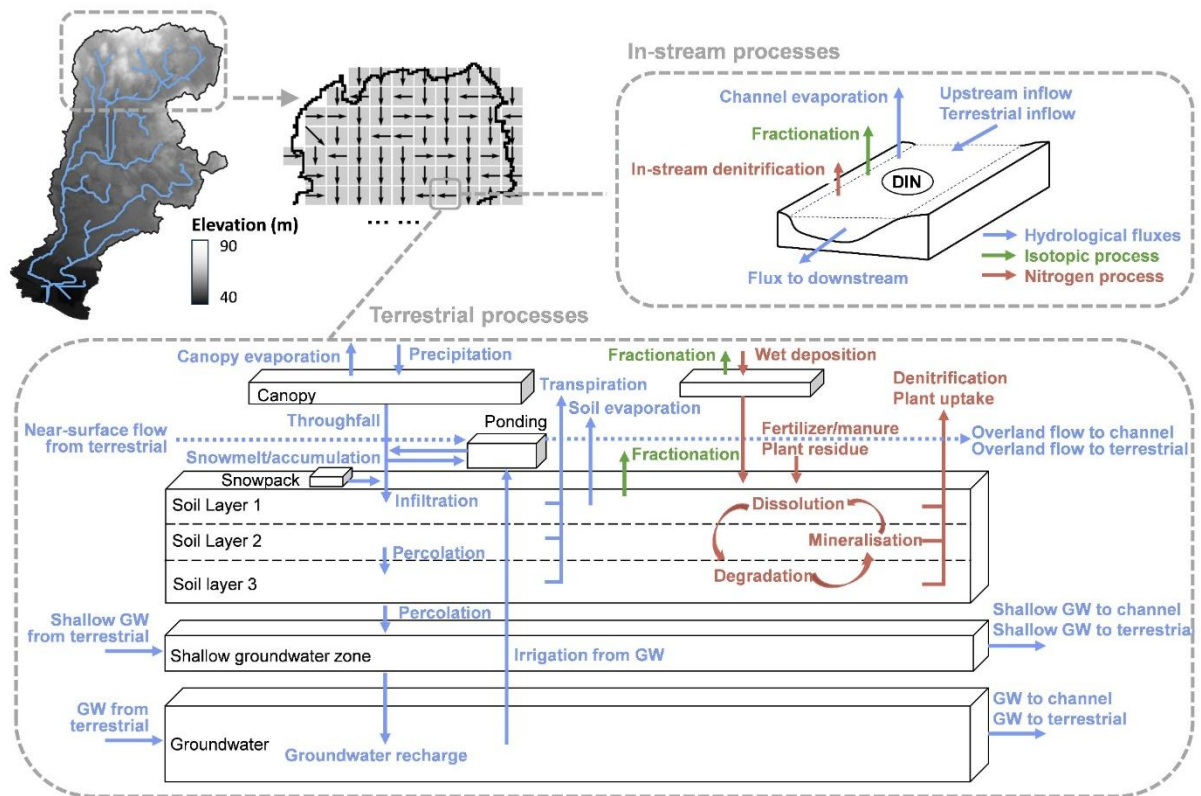 In-stream processes
Channel evaporation
Upstream inflow
Terrestrial inflow
Fractionation
In-stream denitrification
DIN
Hydrological fluxes
Isotopic process
Nitrogen process
Flux to downstream
Elevation (m)
90
40
... ...
Terrestrial processes
Canopy evaporation
Precipitation
Fractionation
Wet deposition
Canopy
Transpiration
Denitrification
Plant uptake
Soil evaporation
Throughfall
Ponding
Near-surface flow
from terrestrial
Fertilizer/manure
Plant residue
Overland flow to channel
Overland flow to terrestrial
Snowmelt/accumulation
Fractionation
Snowpack
Soil Layer 1
Infiltration
Dissolution
Soil Layer 2
Mineralisation
Percolation
Soil layer 3
Degradation
Percolation
Shallow GW
from terrestrial
Shallow GW to channel
Shallow GW to terrestria
Shallow groundwater zone
Irrigation from GW
GW from
terrestrial
GW to channel
GW to terrestrial
Groundwater
Groundwater recharge